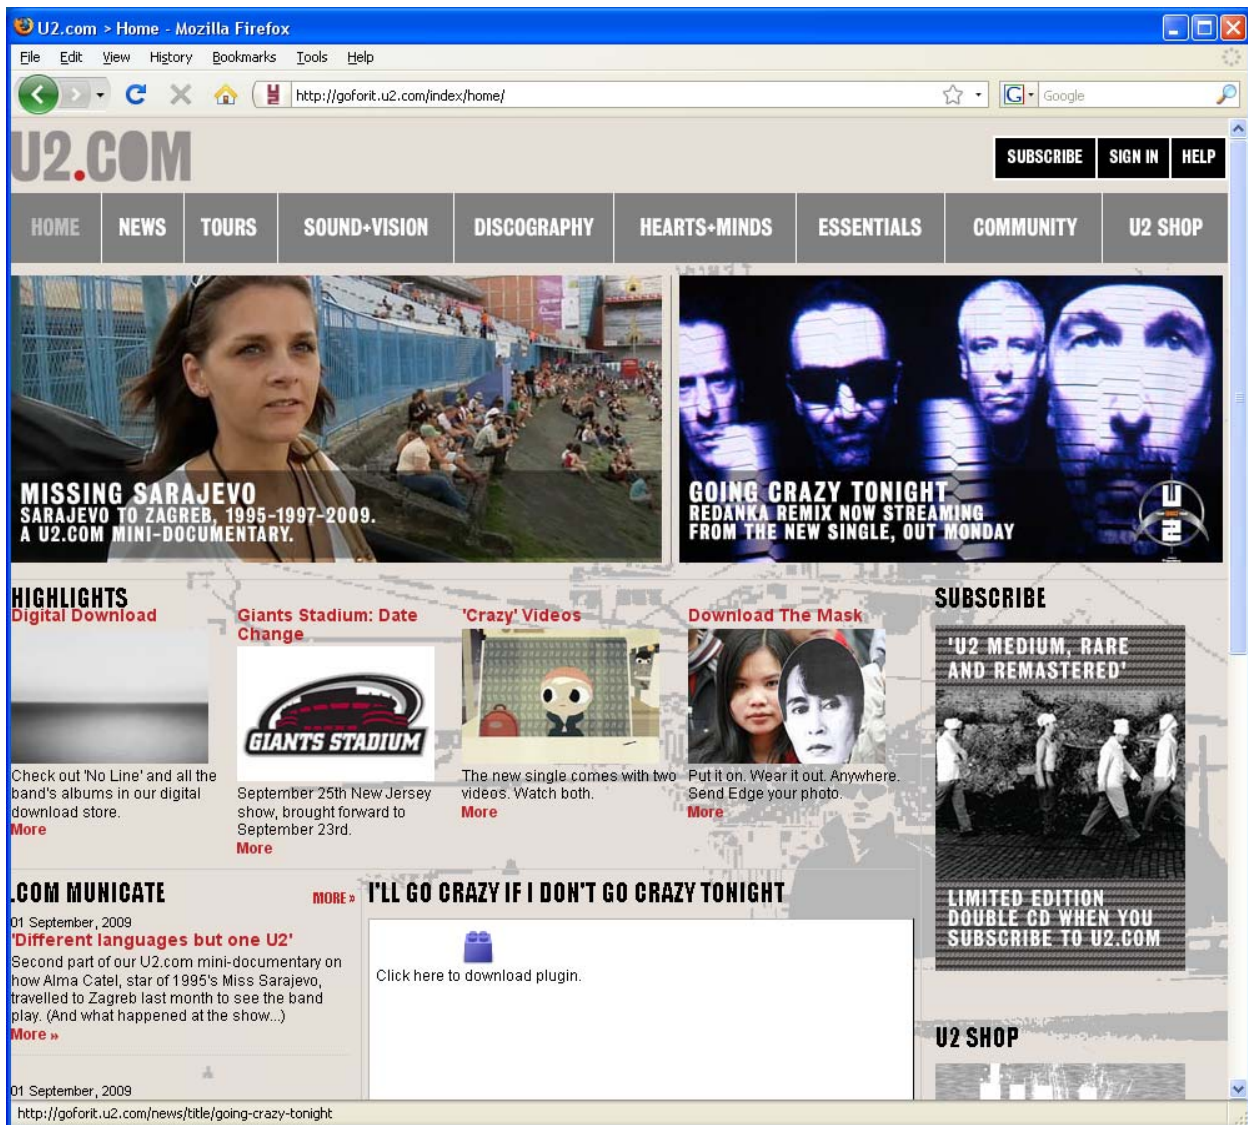 U2.com > Home - Mozilla Firefox
File Edit View History Bookmarks Tools Help
http://goforit.u2.com/index/home/
G Google
U2.COM
SUBSCRIBE SIGN IN HELP
HOME NEWS TOURS SOUND+VISION DISCOGRAPHY HEARTS+MINDS ESSENTIALS COMMUNITY U2 SHOP
MISSING SARAJEVO
SARAJEVO TO ZAGREB, 1995-1997-2009.
A U2.COM MINI-DOCUMENTARY.
GOING CRAZY TONIGHT
REDANKA REMIX NOW STREAMING
FROM THE NEW SINGLE, OUT MONDAY
U2
HIGHLIGHTS
Digital Download
Check out 'No Line' and all the
band's albums in our digital
download store.
More
Giants Stadium: Date
Change
GIANTS STADIUM
September 25th New Jersey
show, brought forward to
September 23rd.
More
'Crazy' Videos
The new single comes with two
videos. Watch both.
More
Download The Mask
Put it on. Wear it out. Anywhere.
Send Edge your photo.
More
SUBSCRIBE
'U2 MEDIUM, RARE
AND REMASTERED'
LIMITED EDITION
DOUBLE CD WHEN YOU
SUBSCRIBE TO U2.COM
.COM MUNICATE
MORE »
01 September, 2009
'Different languages but one U2'
Second part of our U2.com mini-documentary on
how Alma Catel, star of 1995's Miss Sarajevo,
travelled to Zagreb last month to see the band
play. (And what happened at the show...)
More »
01 September, 2009
I'LL GO CRAZY IF I DON'T GO CRAZY TONIGHT
Click here to download plugin.
U2 SHOP
http://goforit.u2.com/news/title/going-crazy-tonight